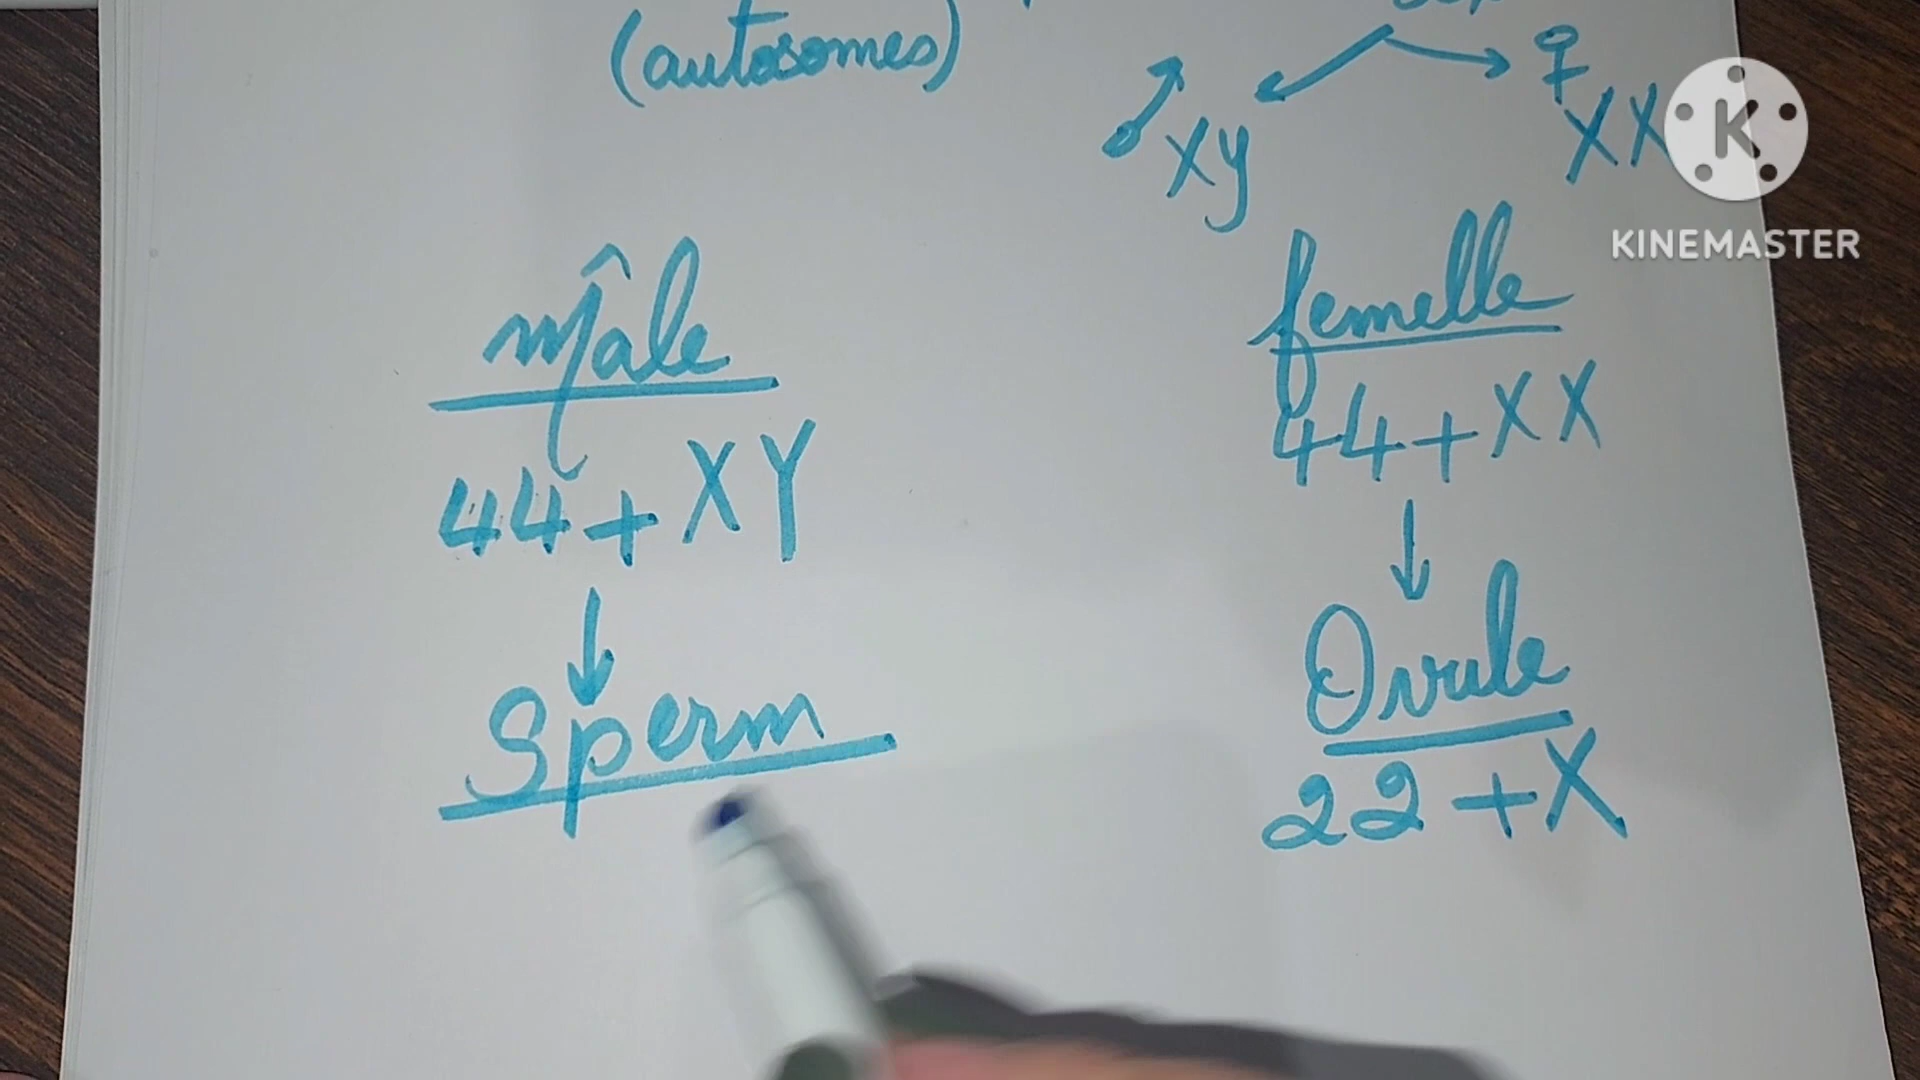 (autosomes)
XY
XX
mâle
femelle
44+XY
44+XX
Sperm
Ovule
22+X
K
KINEMASTER